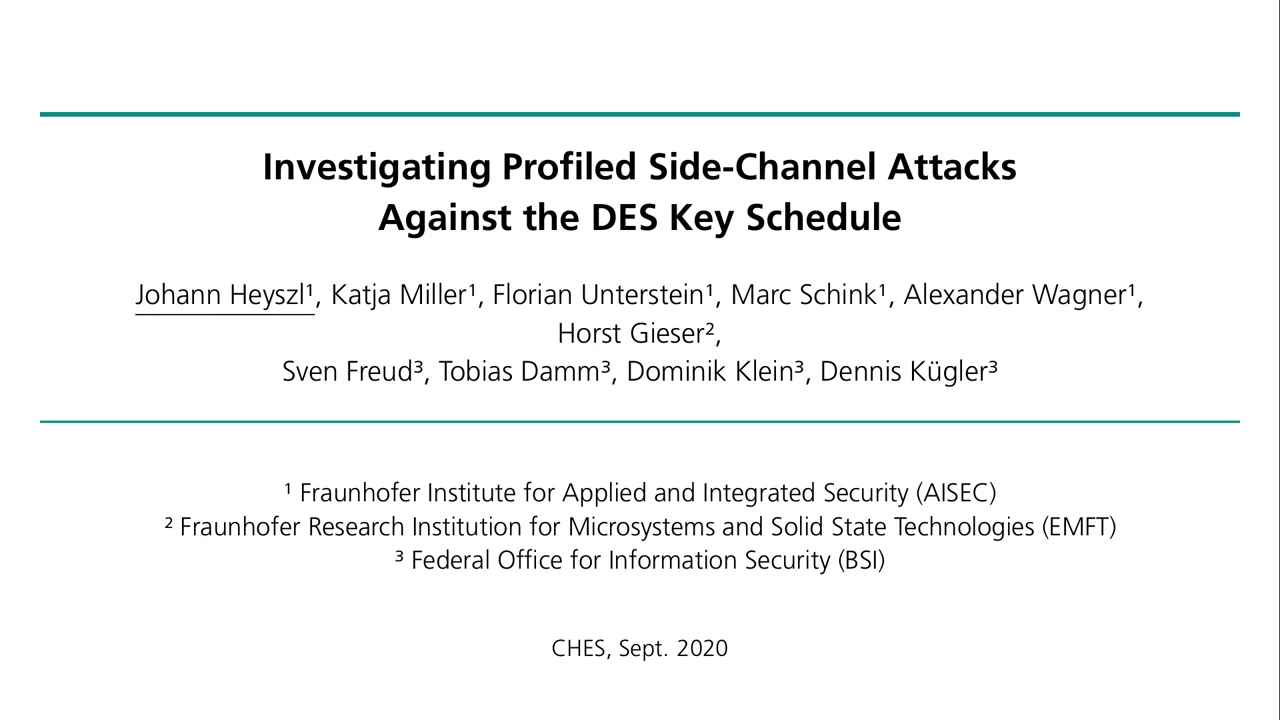 Investigating Profiled Side-Channel Attacks
Against the DES Key Schedule
Johann Heyszl¹, Katja Miller¹, Florian Unterstein¹, Marc Schink¹, Alexander Wagner¹,
Horst Gieser²,
Sven Freud³, Tobias Damm³, Dominik Klein³, Dennis Kügler³
¹ Fraunhofer Institute for Applied and Integrated Security (AISEC)
² Fraunhofer Research Institution for Microsystems and Solid State Technologies (EMFT)
³ Federal Office for Information Security (BSI)
CHES, Sept. 2020